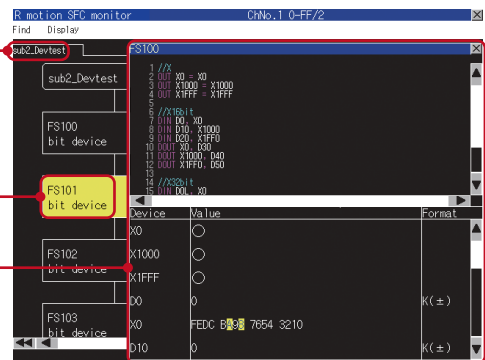 R motion SFC monitor ChNo.1 0-FF/2
Find Display
sub2_Devtest
sub2_Devtest
FS100
bit device
FS101
bit device
FS102
bit device
FS103
bit device
FS100
1 //X
2 OUT X0 = X0
3 OUT X1000 = X1000
4 OUT X1FFF = X1FFF
5
6 //X16bit
7 DIN D0, X0
8 DIN D10, X1000
9 DIN D20, X1FF0
10 DOUT X0, D30
11 DOUT X1000, D40
12 DOUT X1FF0, D50
13
14 //X32bit
15 DIN D0L, X0
Device Value Format
X0
X1000
X1FFF
D0 0 K(±)
X0 FEDC BA98 7654 3210
D10 0 K(±)